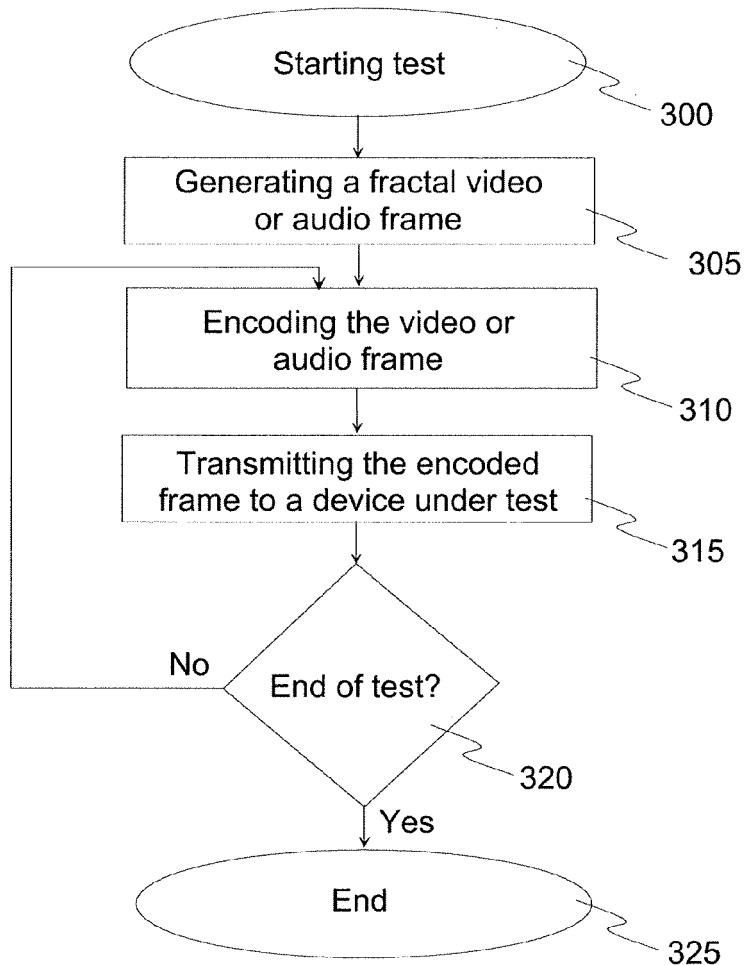 Starting test
300
Generating a fractal video
or audio frame
305
Encoding the video or
audio frame
310
Transmitting the encoded
frame to a device under test
315
No
End of test?
320
Yes
End
325